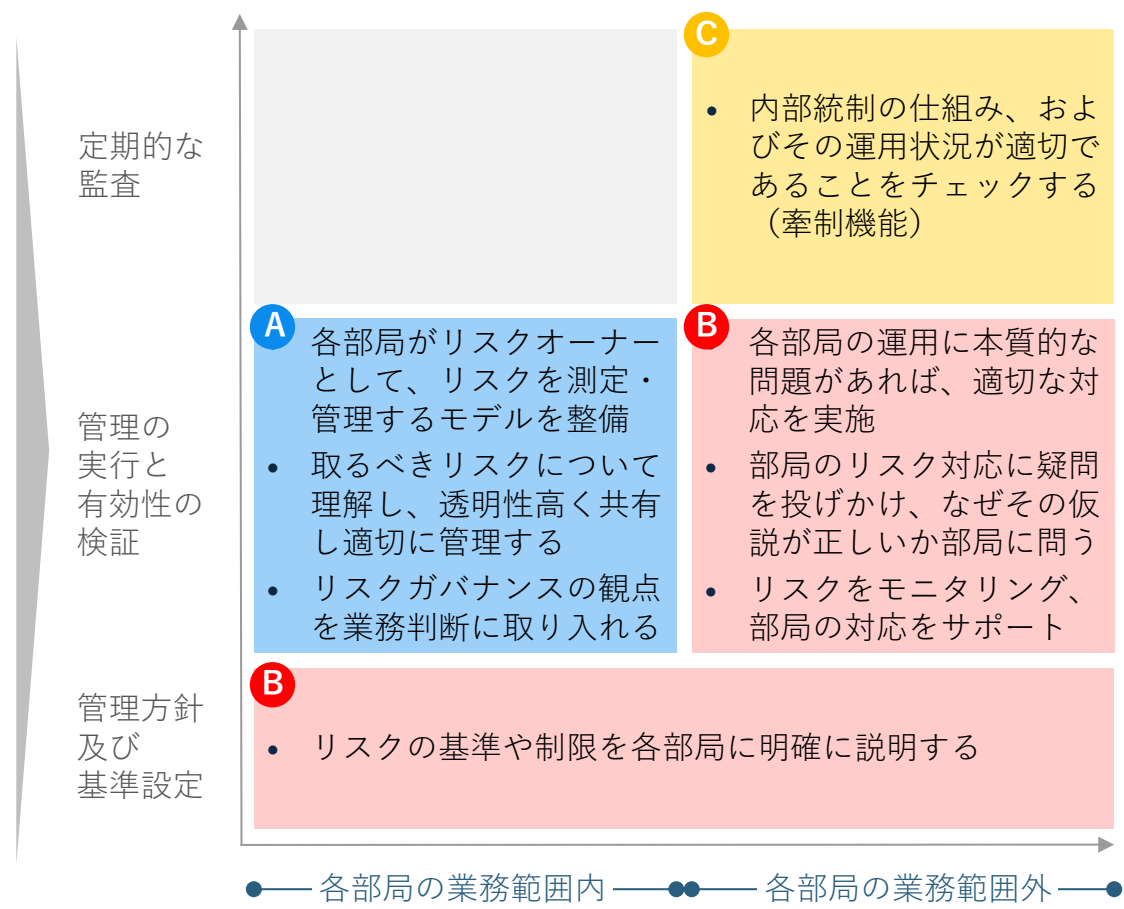 定期的な
監査
C
• 内部統制の仕組み、およ
びその運用状況が適切で
あることをチェックする
（牽制機能）
管理の
実行と
有効性の
検証
A
各部局がリスクオーナー
として、リスクを測定・
管理するモデルを整備
• 取るべきリスクについて
理解し、透明性高く共有
し適切に管理する
• リスクガバナンスの観点
を業務判断に取り入れる
B
各部局の運用に本質的な
問題があれば、適切な対
応を実施
• 部局のリスク対応に疑問
を投げかけ、なぜその仮
説が正しいか部局に問う
• リスクをモニタリング、
部局の対応をサポート
管理方針
及び
基準設定
B
• リスクの基準や制限を各部局に明確に説明する
各部局の業務範囲内
各部局の業務範囲外